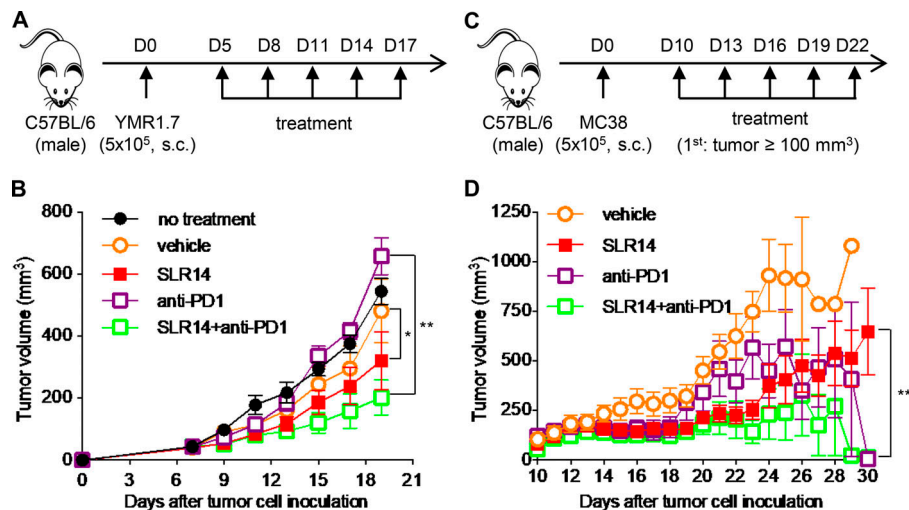 A
D0 D5 D8 D11 D14 D17
C57BL/6 YMR1.7 treatment
(male) (5x10⁵, s.c.)
B
Tumor volume (mm³)
800
600
400
200
0
no treatment
vehicle
SLR14
anti-PD1
SLR14+anti-PD1
* **
0 3 6 9 12 15 18 21
Days after tumor cell inoculation
C
D0 D10 D13 D16 D19 D22
C57BL/6 MC38 treatment
(male) (5x10⁵, s.c.) (1ˢᵗ: tumor ≥ 100 mm³)
D
Tumor volume (mm³)
1250
1000
750
500
250
0
vehicle
SLR14
anti-PD1
SLR14+anti-PD1
**
10 12 14 16 18 20 22 24 26 28 30
Days after tumor cell inoculation